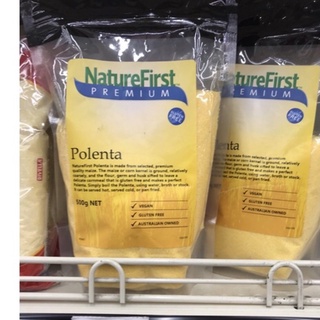 NatureFirst
PREMIUM
Polenta
NatureFirst Polenta is made from selected, premium
quality maize. The maize or corn kernel is ground, relatively
coarsely, and the flour, germ and husk sifted to leave a
delicate cornmeal that is gluten free and makes a perfect
Polenta. Simply boil the Polenta, using water, broth or stock.
It can be served hot, served cold, or pan fried.
500g NET
VEGAN
GLUTEN FREE
AUSTRALIAN OWNED
NatureFirst
PREMIUM
Polenta
VEGAN
GLUTEN FREE
AUSTRALIAN OWNED